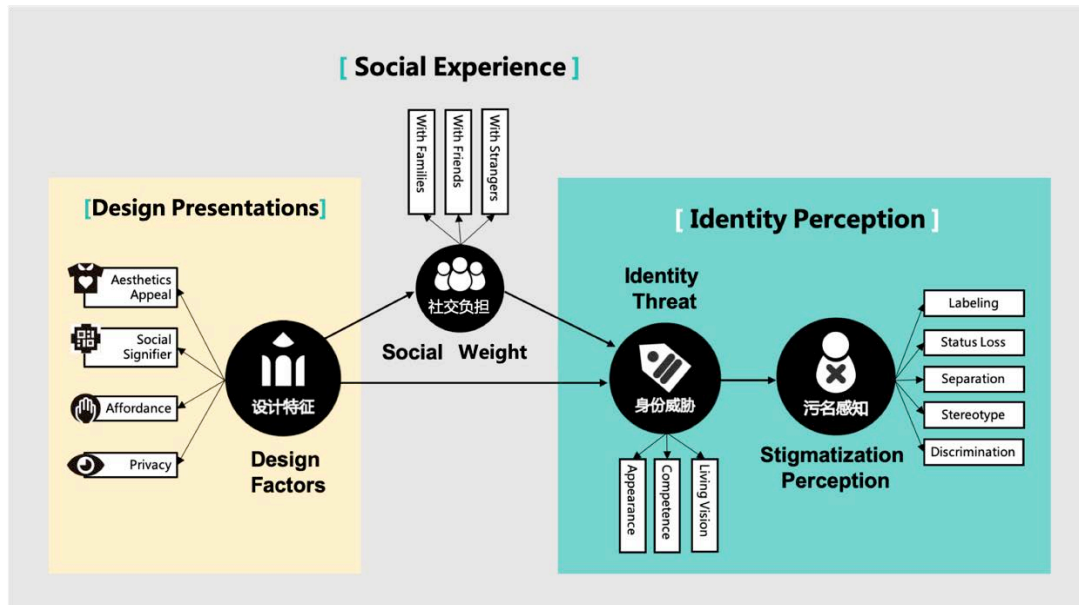 [ Social Experience ]
With Families
With Friends
With Strangers
社交负担
Social Weight
[Design Presentations]
Aesthetics
Appeal
Social
Signifier
Affordance
Privacy
设计特征
Design
Factors
[ Identity Perception ]
Identity
Threat
身份威胁
Appearance
Competence
Living Vision
污名感知
Stigmatization
Perception
Labeling
Status Loss
Separation
Stereotype
Discrimination